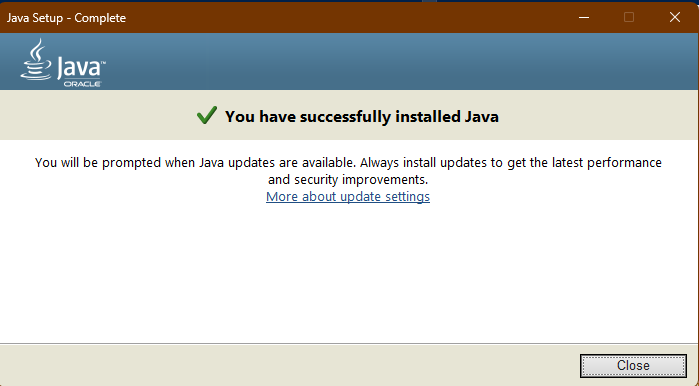 Java Setup - Complete
Java™
ORACLE
You have successfully installed Java
You will be prompted when Java updates are available. Always install updates to get the latest performance
and security improvements.
More about update settings
Close